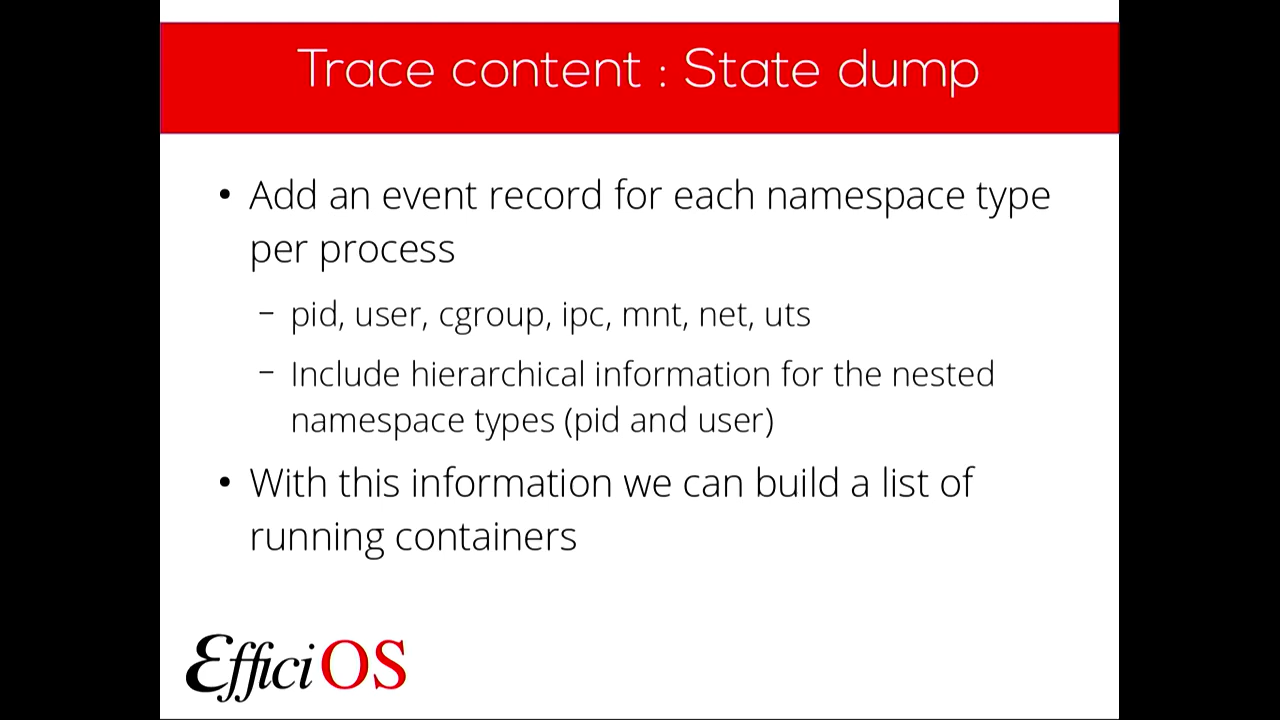 Trace content : State dump
• Add an event record for each namespace type
per process
– pid, user, cgroup, ipc, mnt, net, uts
– Include hierarchical information for the nested
namespace types (pid and user)
• With this information we can build a list of
running containers
EfficiOS